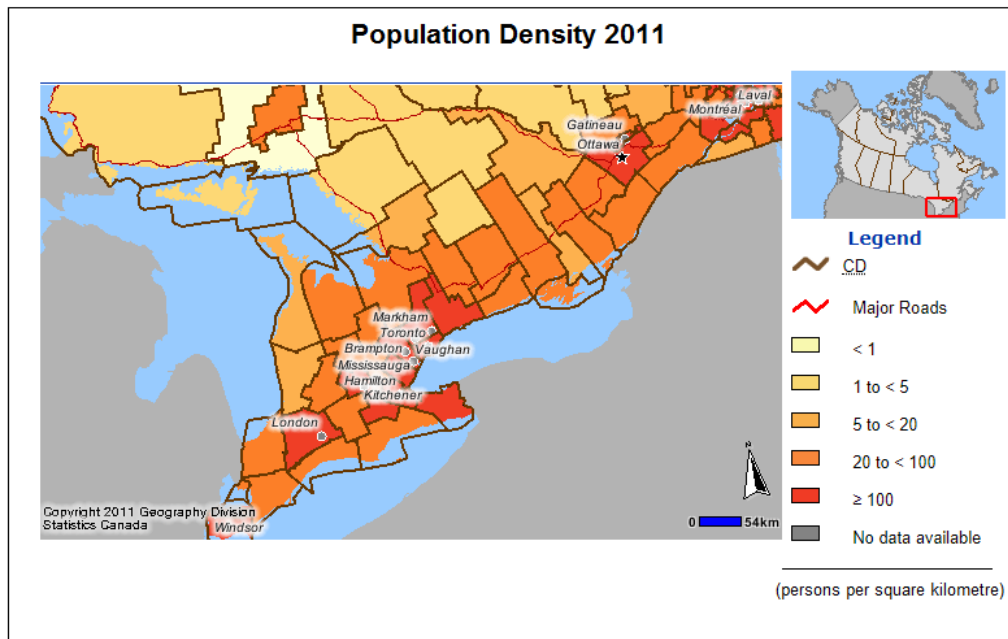 Population Density 2011
Laval
Montréal
Gatineau
Ottawa
Markham
Toronto
Brampton
Vaughan
Mississauga
Hamilton
Kitchener
London
Windsor
Copyright 2011 Geography Division
Statistics Canada
N
0 54km
Legend
CD
Major Roads
< 1
1 to < 5
5 to < 20
20 to < 100
≥ 100
No data available
(persons per square kilometre)